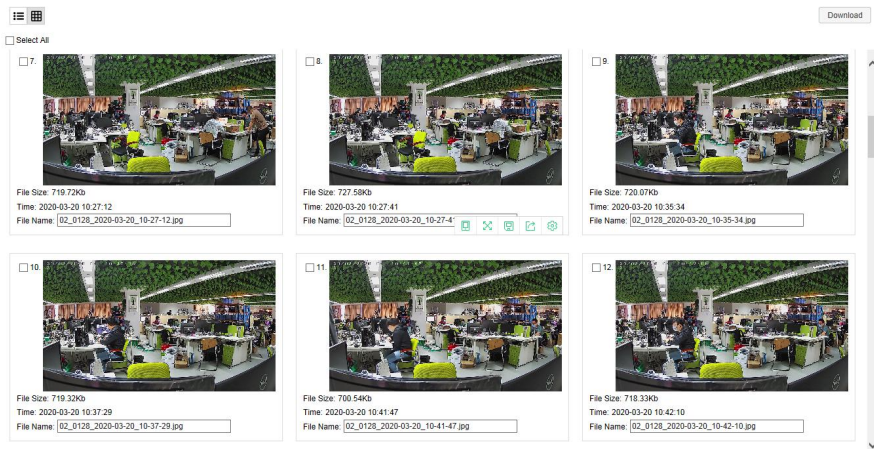 Download
Select All
7.
8.
9.
File Size: 719.72Kb
Time: 2020-03-20 10:27:12
File Name: 02_0128_2020-03-20_10-27-12.jpg
File Size: 727.58Kb
Time: 2020-03-20 10:27:41
File Name: 02_0128_2020-03-20_10-27-4
File Size: 720.07Kb
Time: 2020-03-20 10:35:34
File Name: 02_0128_2020-03-20_10-35-34.jpg
10.
11.
12.
File Size: 719.32Kb
Time: 2020-03-20 10:37:29
File Name: 02_0128_2020-03-20_10-37-29.jpg
File Size: 700.54Kb
Time: 2020-03-20 10:41:47
File Name: 02_0128_2020-03-20_10-41-47.jpg
File Size: 718.33Kb
Time: 2020-03-20 10:42:10
File Name: 02_0128_2020-03-20_10-42-10.jpg